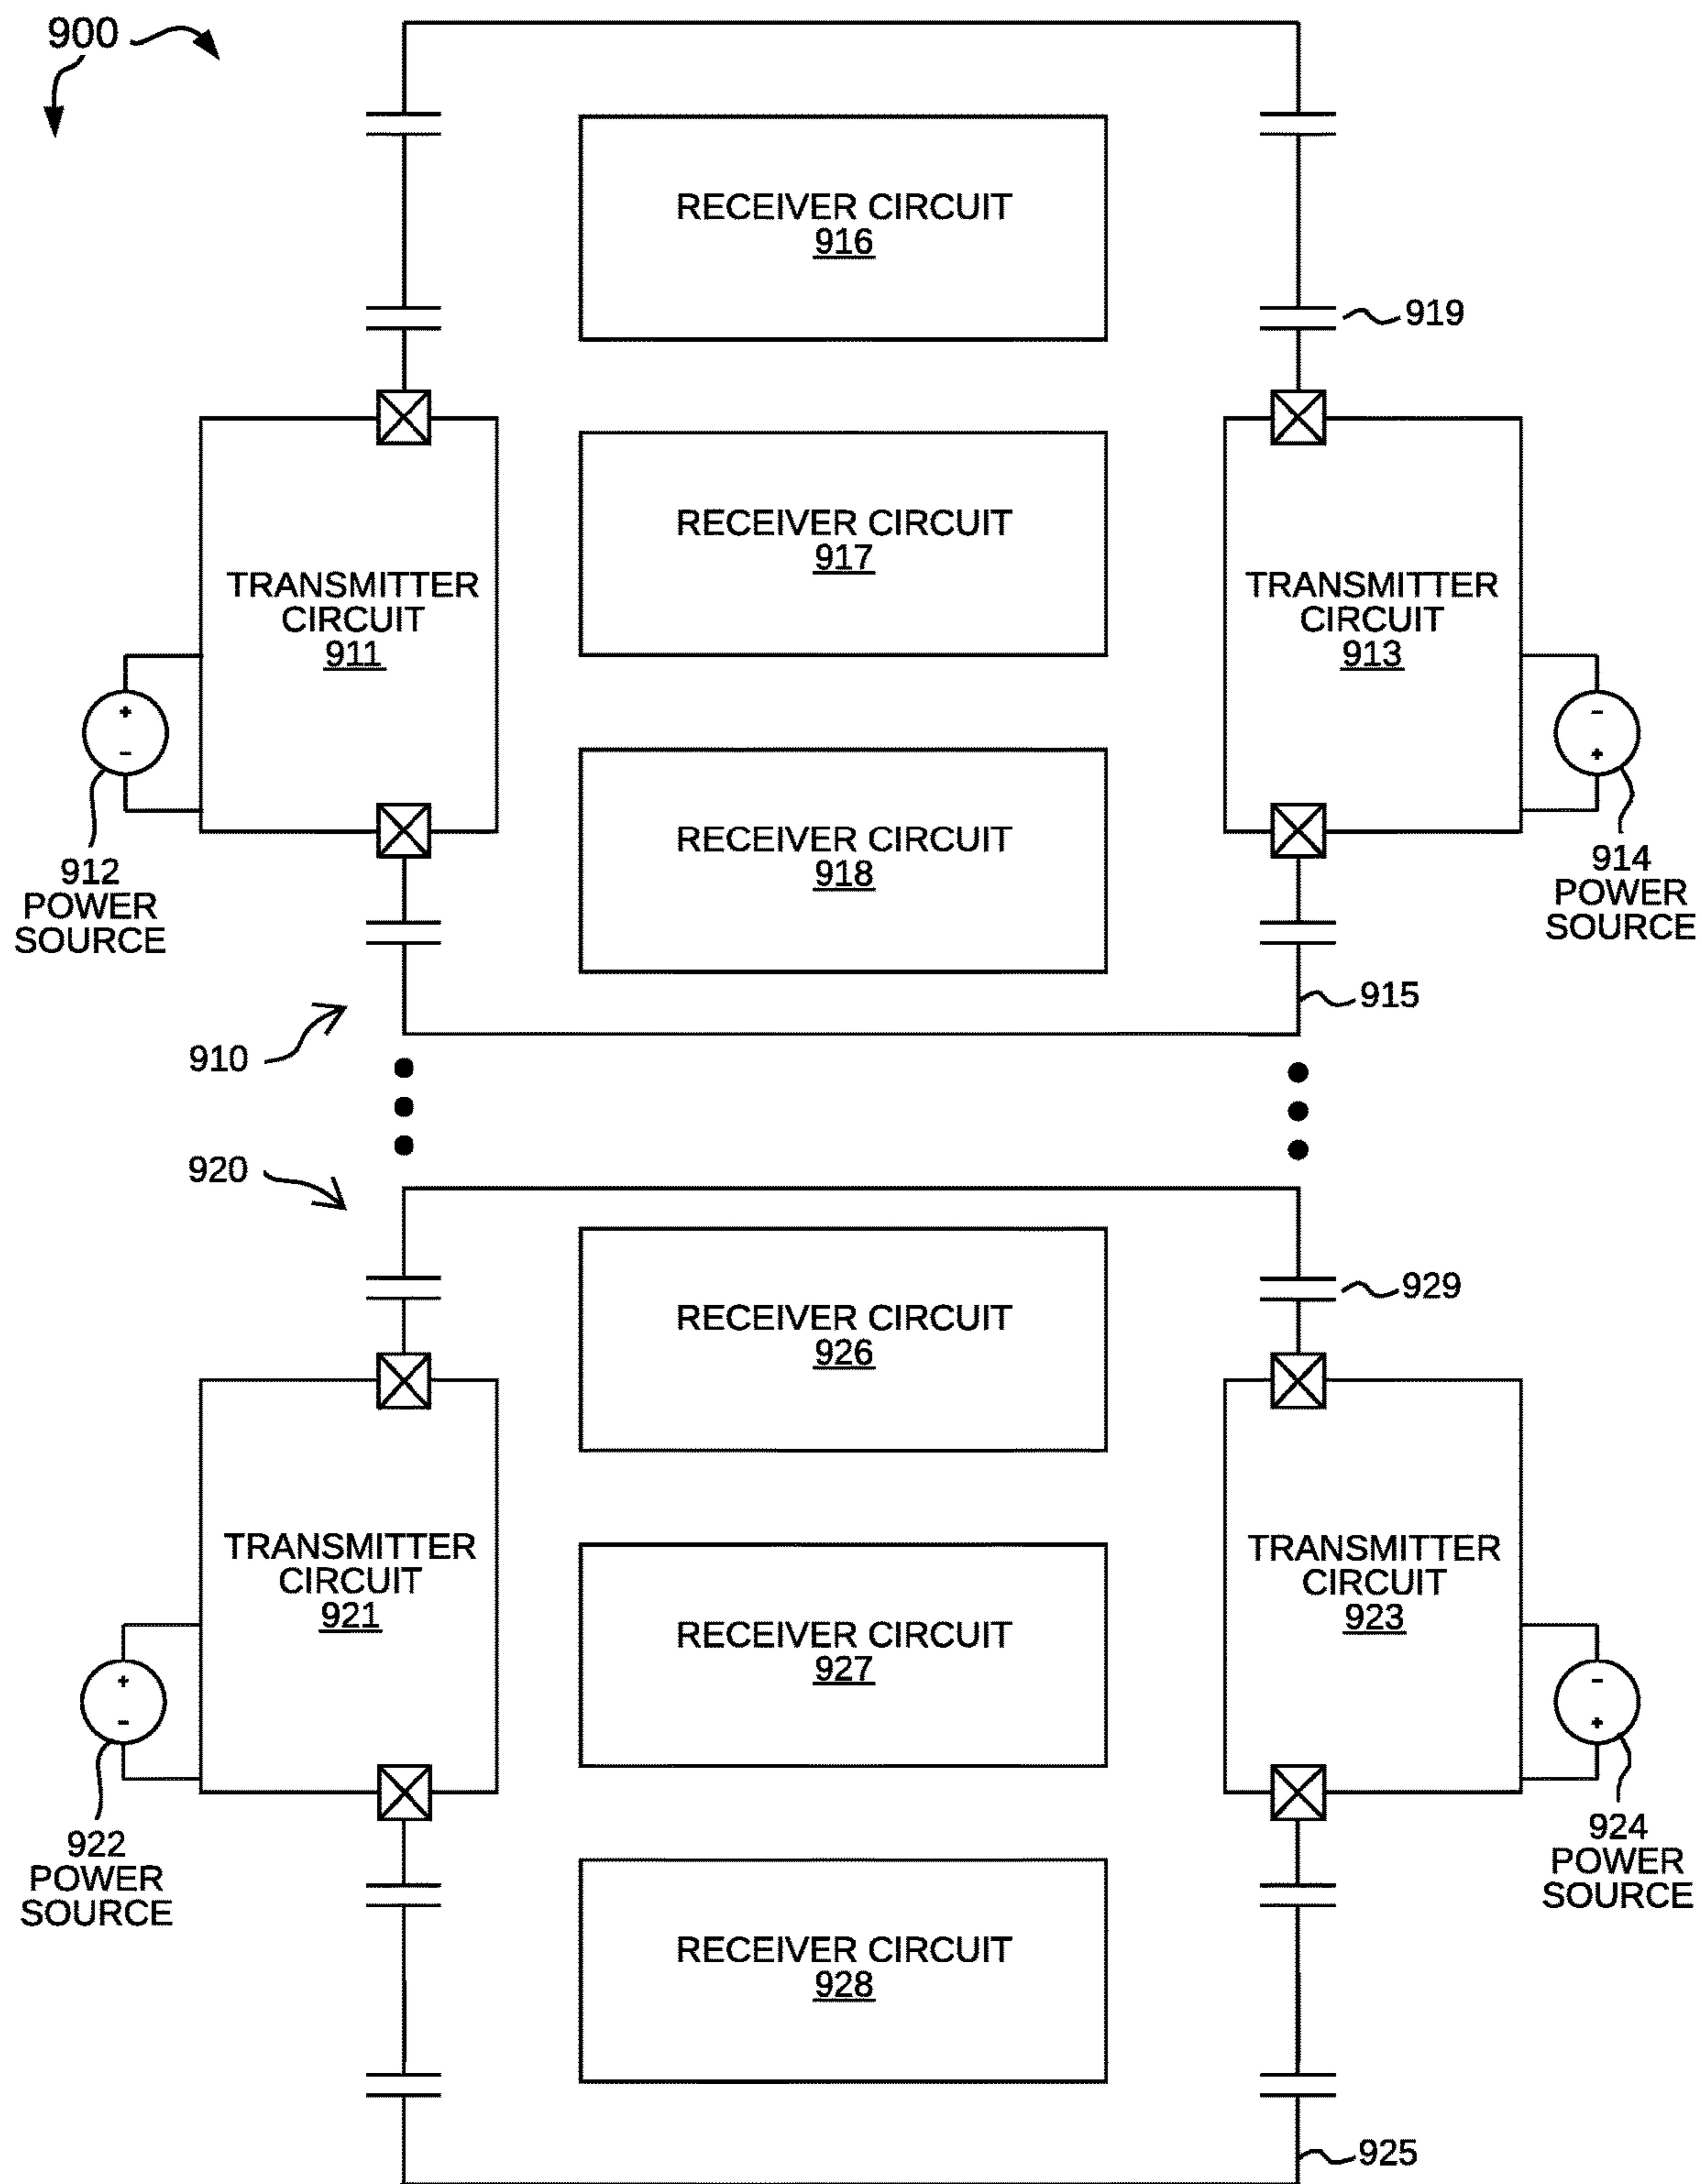 900
RECEIVER CIRCUIT
916
919
RECEIVER CIRCUIT
917
TRANSMITTER
CIRCUIT
911
TRANSMITTER
CIRCUIT
913
+
−
−
+
RECEIVER CIRCUIT
918
912
POWER
SOURCE
914
POWER
SOURCE
915
910
920
929
RECEIVER CIRCUIT
926
TRANSMITTER
CIRCUIT
921
TRANSMITTER
CIRCUIT
923
RECEIVER CIRCUIT
927
+
−
−
+
922
POWER
SOURCE
924
POWER
SOURCE
RECEIVER CIRCUIT
928
925